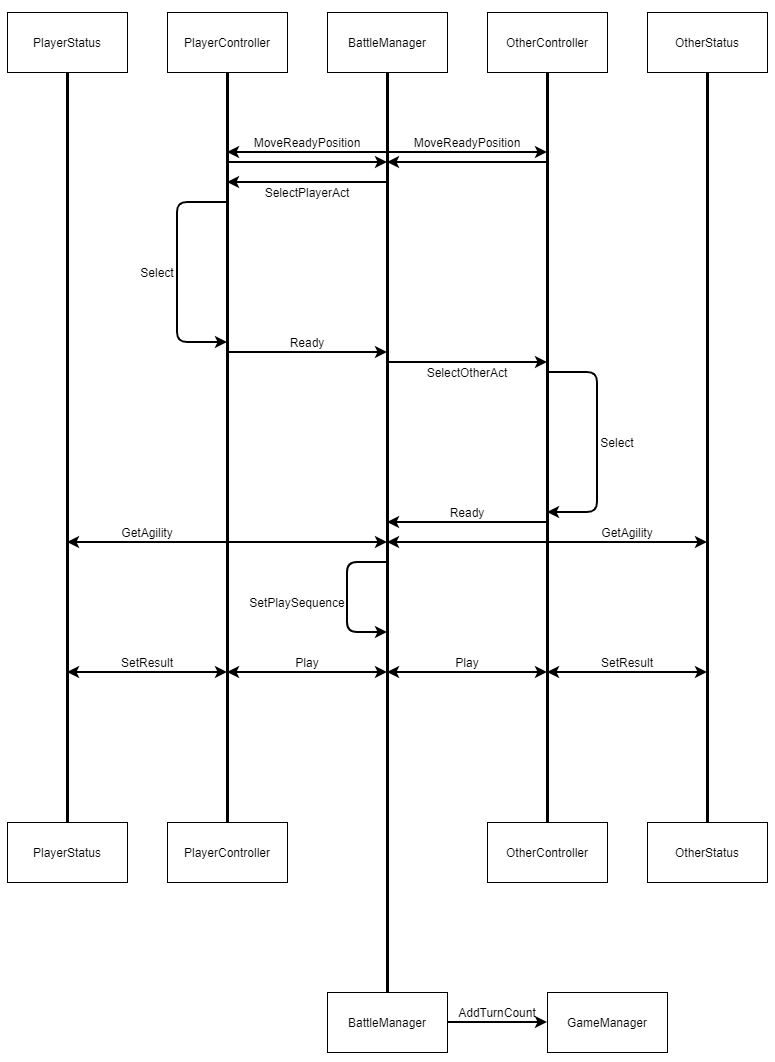 PlayerStatus
PlayerController
BattleManager
OtherController
OtherStatus
MoveReadyPosition
MoveReadyPosition
SelectPlayerAct
Select
Ready
SelectOtherAct
Select
Ready
GetAgility
GetAgility
SetPlaySequence
SetResult
Play
Play
SetResult
PlayerStatus
PlayerController
OtherController
OtherStatus
BattleManager
AddTurnCount
GameManager